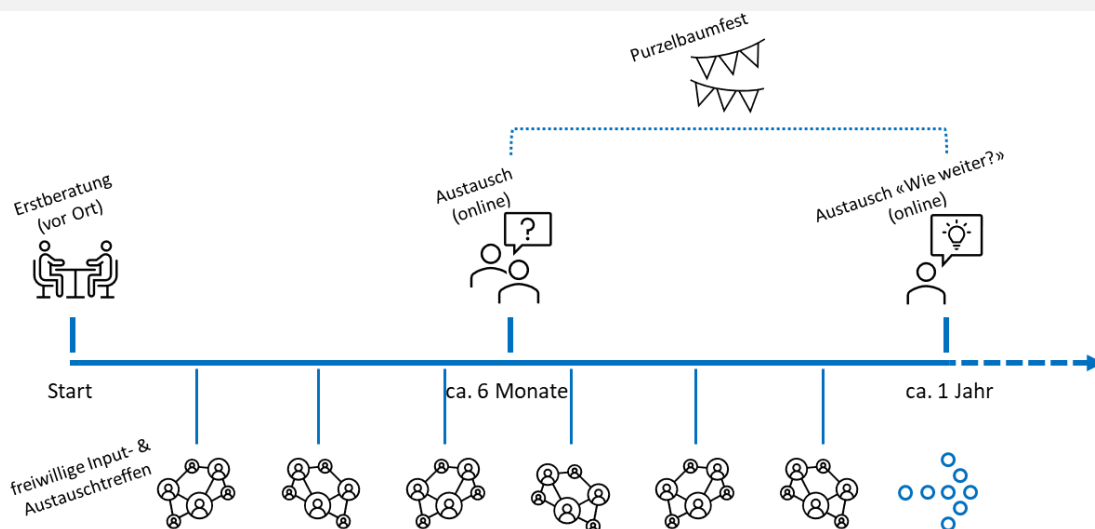 Purzelbaumfest
Erstberatung
(vor Ort)
Austausch
(online)
?
Austausch «Wie weiter?»
(online)
Start
ca. 6 Monate
ca. 1 Jahr
freiwillige Input- &
Austauschtreffen